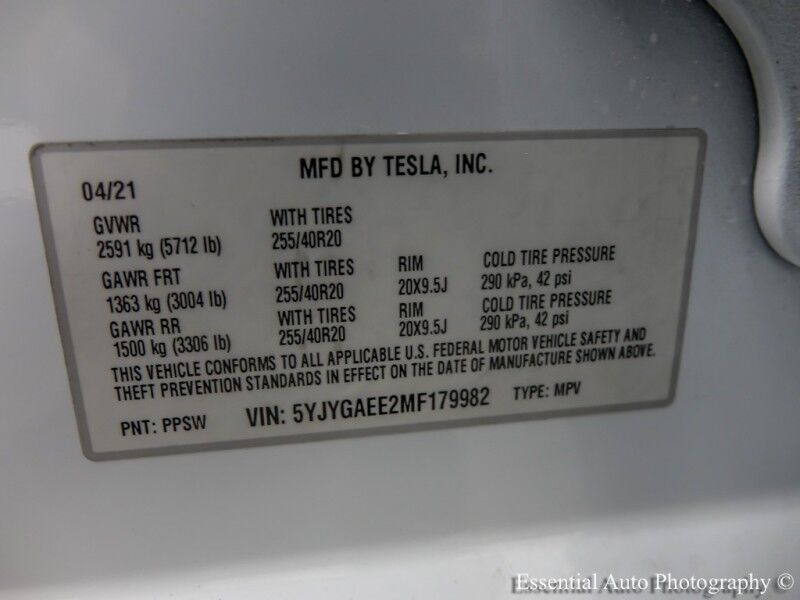 MFD BY TESLA, INC.
04/21
GVWR WITH TIRES
2591 kg (5712 lb) 255/40R20
GAWR FRT WITH TIRES RIM COLD TIRE PRESSURE
1363 kg (3004 lb) 255/40R20 20X9.5J 290 kPa, 42 psi
GAWR RR WITH TIRES RIM COLD TIRE PRESSURE
1500 kg (3306 lb) 255/40R20 20X9.5J 290 kPa, 42 psi
THIS VEHICLE CONFORMS TO ALL APPLICABLE U.S. FEDERAL MOTOR VEHICLE SAFETY AND
THEFT PREVENTION STANDARDS IN EFFECT ON THE DATE OF MANUFACTURE SHOWN ABOVE.
PNT: PPSW VIN: 5YJYGAEE2MF179982 TYPE: MPV
Essential Auto Photography ©